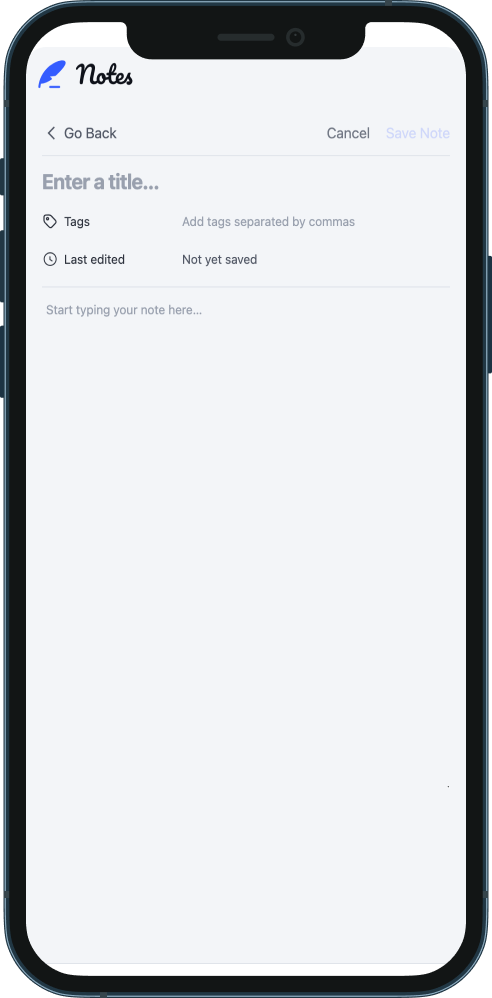 Notes
Go Back Cancel Save Note
Enter a title...
Tags Add tags separated by commas
Last edited Not yet saved
Start typing your note here...